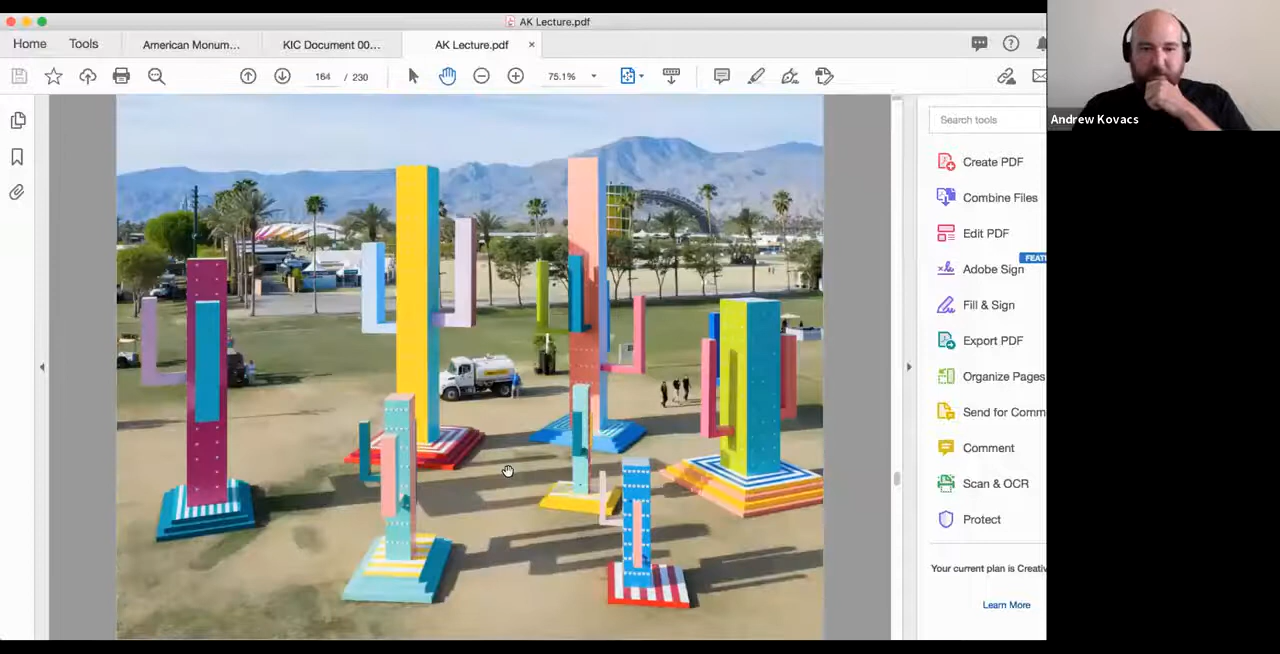 AK Lecture.pdf
Home
Tools
American Monum...
KIC Document 00...
AK Lecture.pdf
164 / 230
75.1%
Search tools
Create PDF
Combine Files
Edit PDF
FEAT
Adobe Sign
Fill & Sign
Export PDF
Organize Pages
Send for Comm
Comment
Scan & OCR
Protect
Your current plan is Creativ
Learn More
Andrew Kovacs